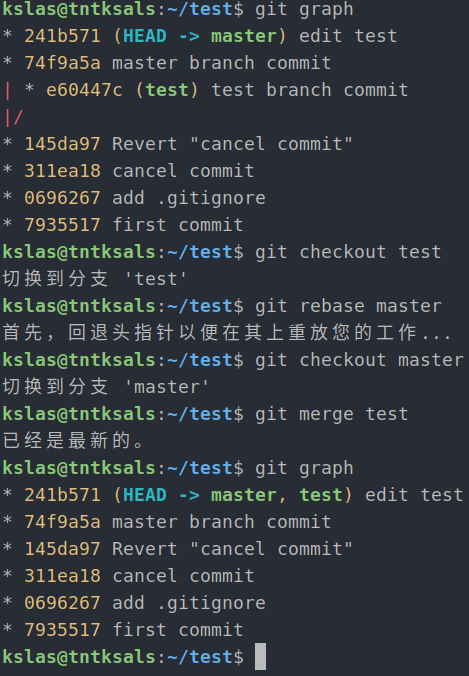 kslas@tntksals:~/test$ git graph
* 241b571 (HEAD -> master) edit test
* 74f9a5a master branch commit
| * e60447c (test) test branch commit
|/
* 145da97 Revert "cancel commit"
* 311ea18 cancel commit
* 0696267 add .gitignore
* 7935517 first commit
kslas@tntksals:~/test$ git checkout test
切换到分支 'test'
kslas@tntksals:~/test$ git rebase master
首先，回退头指针以便在其上重放您的工作...
kslas@tntksals:~/test$ git checkout master
切换到分支 'master'
kslas@tntksals:~/test$ git merge test
已经是最新的。
kslas@tntksals:~/test$ git graph
* 241b571 (HEAD -> master, test) edit test
* 74f9a5a master branch commit
* 145da97 Revert "cancel commit"
* 311ea18 cancel commit
* 0696267 add .gitignore
* 7935517 first commit
kslas@tntksals:~/test$